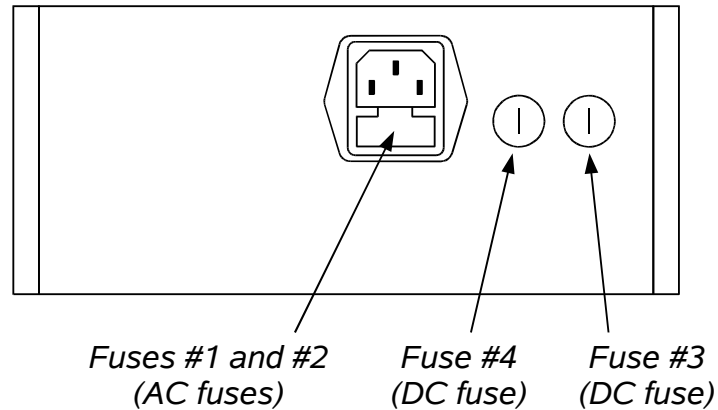 Fuses #1 and #2
(AC fuses)
Fuse #4
(DC fuse)
Fuse #3
(DC fuse)